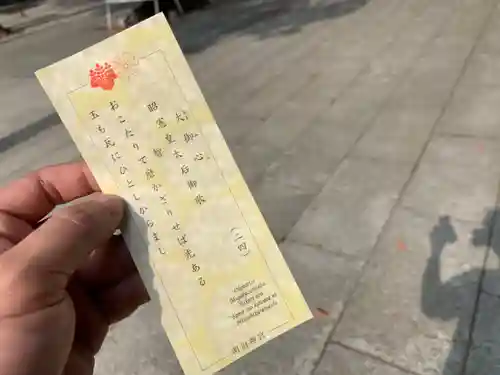 大御心
昭憲皇太后御歌
(二四)
おこたりて磨かざりせば光ある
玉も瓦にひとしからまし
明治神宮